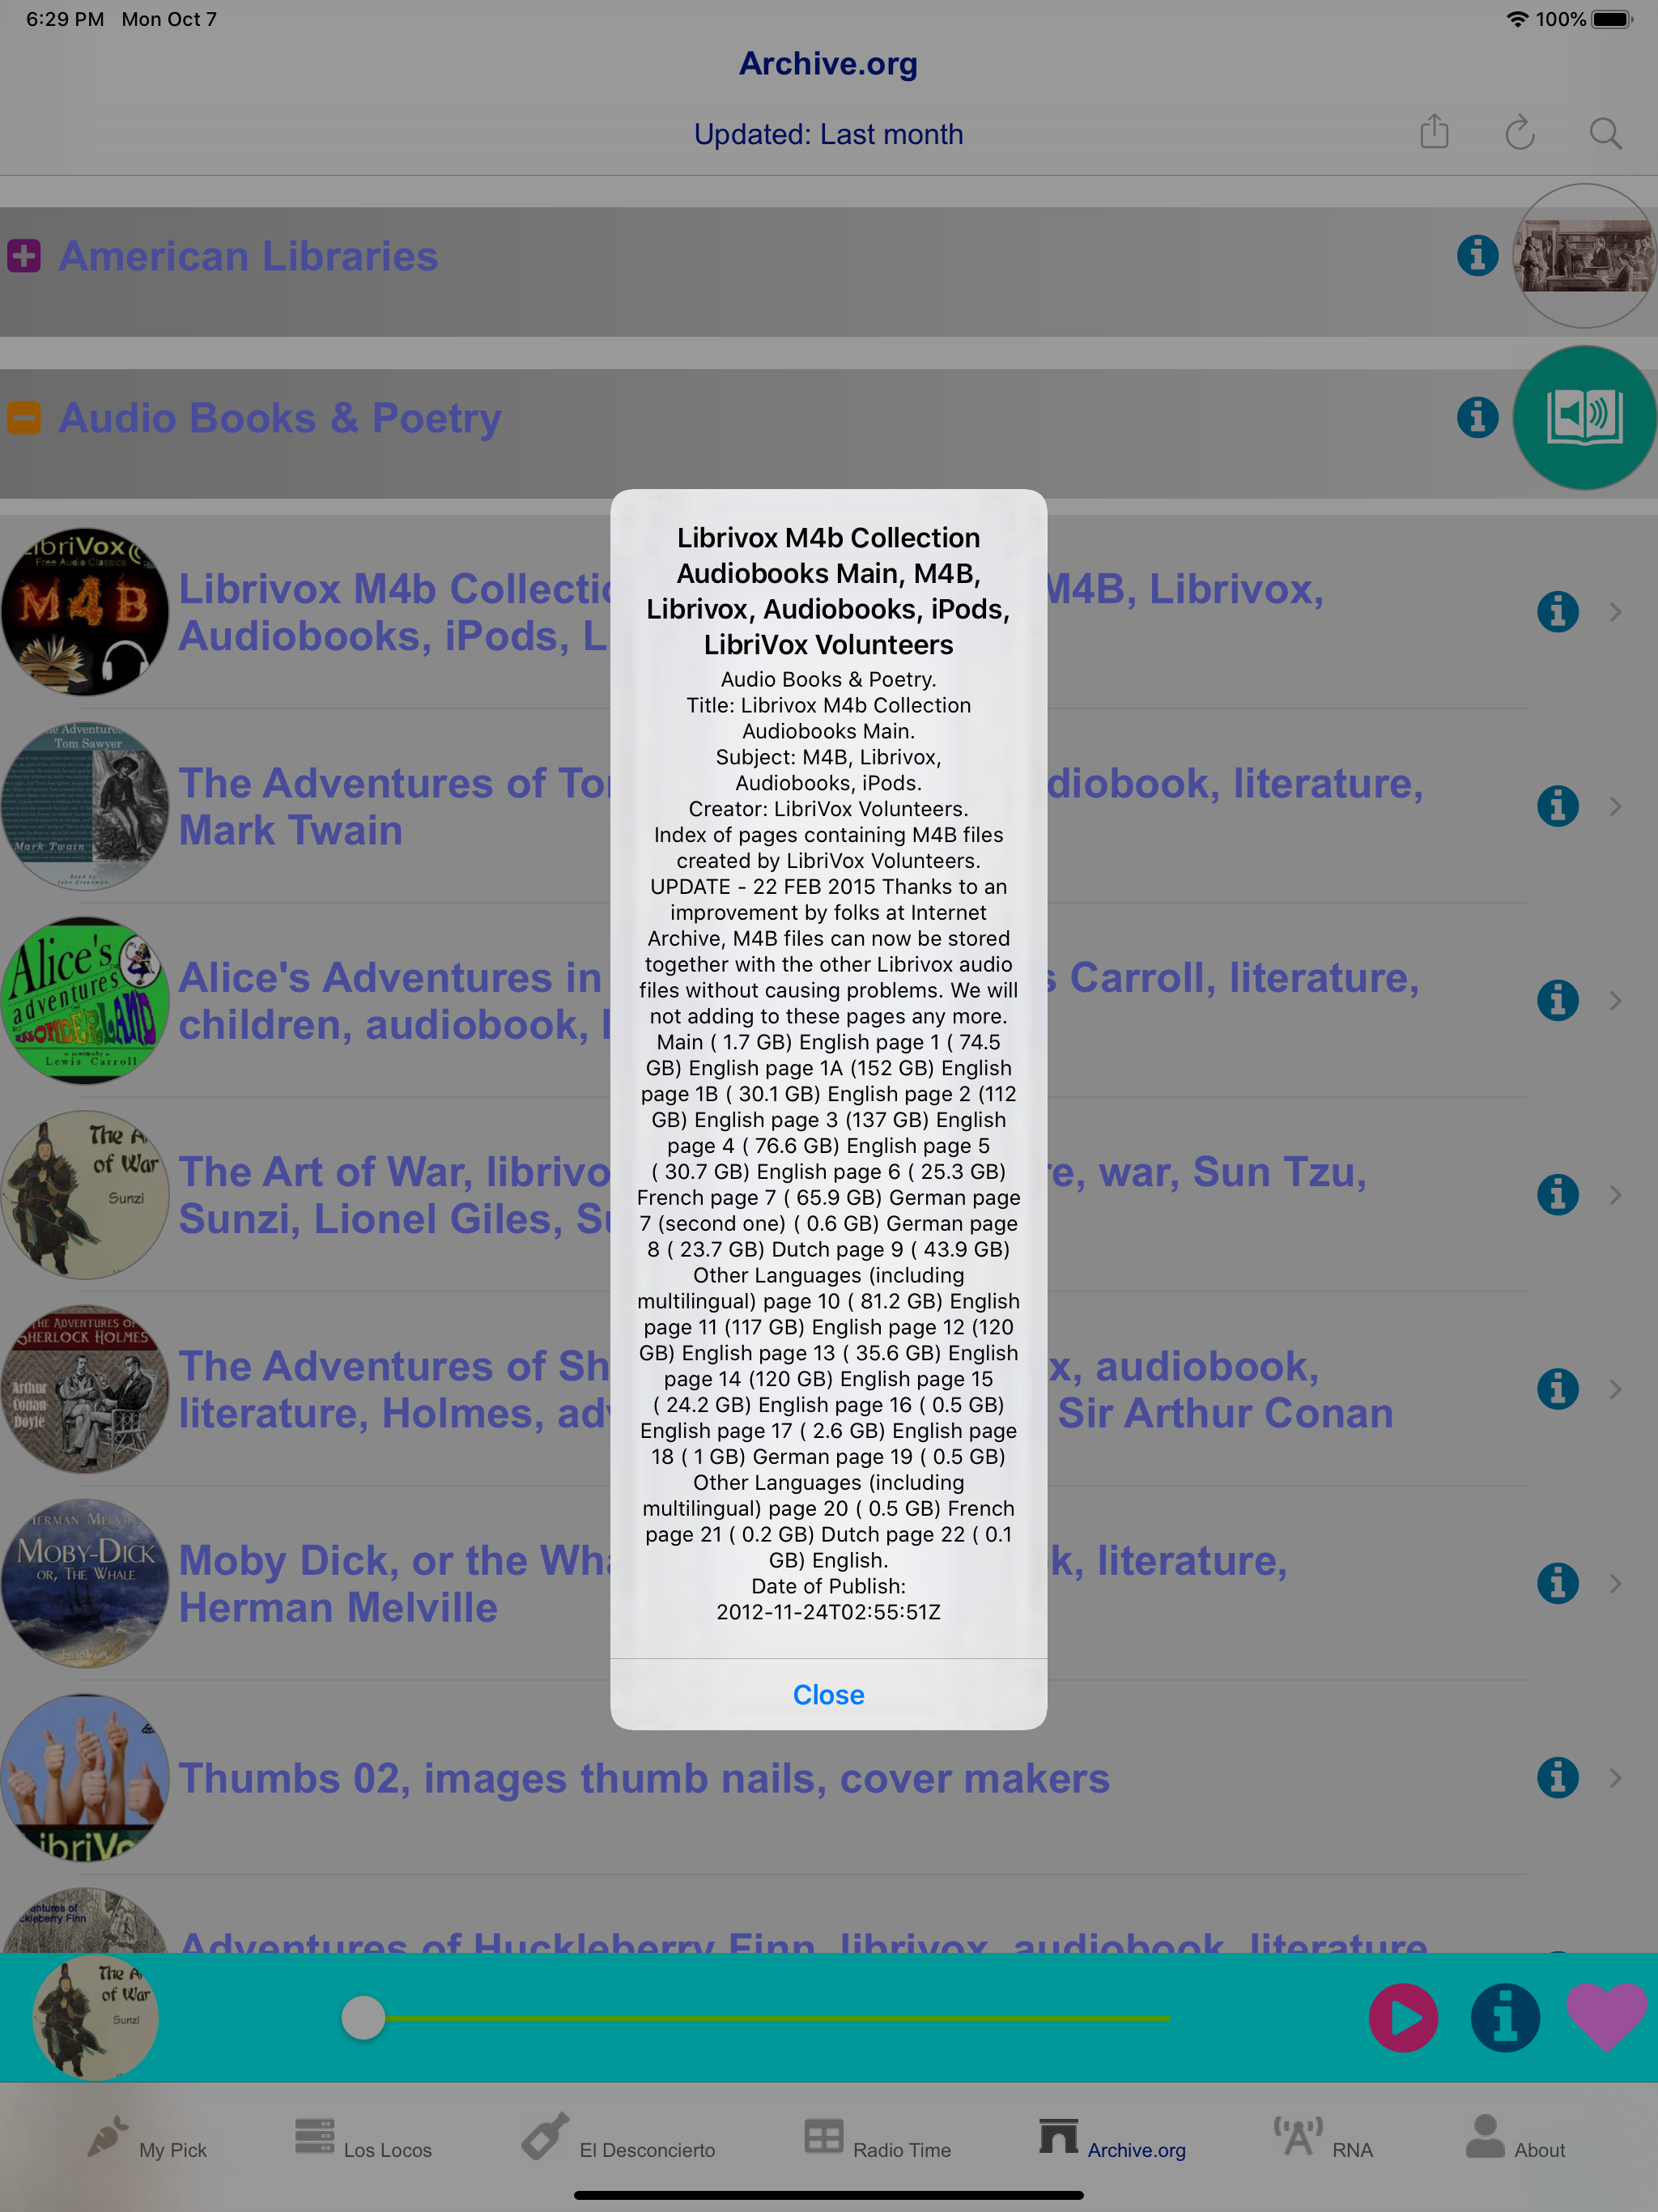 6:29 PM Mon Oct 7
100%
Archive.org
Updated: Last month
American Libraries
Audio Books & Poetry
LibriVox
Free Audio Classics
M4B
Librivox M4b Collectio
M4B, Librivox,
Audiobooks, iPods, L
The Adventures of
Tom Sawyer
Mark Twain
Read by
John Greenman
The Adventures of To
diobook, literature,
Mark Twain
Alice's
adventures
in
WONDERLAND
Lewis Carroll
Alice's Adventures in
s Carroll, literature,
children, audiobook, l
The A
of War
Sunzi
The Art of War, librivo
re, war, Sun Tzu,
Sunzi, Lionel Giles, Su
THE ADVENTURES OF
SHERLOCK HOLMES
Arthur
Conan
Doyle
The Adventures of Sh
x, audiobook,
literature, Holmes, adv
Sir Arthur Conan
HERMAN MELVILLE
MOBY-DICK
OR, THE WHALE
Moby Dick, or the Wha
k, literature,
Herman Melville
LibriVo
Thumbs 02, images thumb nails, cover makers
entures of
ckleberry Finn
Adventures of Huckleberry Finn, librivox, audiobook, literature
Librivox M4b Collection
Audiobooks Main, M4B,
Librivox, Audiobooks, iPods,
LibriVox Volunteers
Audio Books & Poetry.
Title: Librivox M4b Collection
Audiobooks Main.
Subject: M4B, Librivox,
Audiobooks, iPods.
Creator: LibriVox Volunteers.
Index of pages containing M4B files
created by LibriVox Volunteers.
UPDATE - 22 FEB 2015 Thanks to an
improvement by folks at Internet
Archive, M4B files can now be stored
together with the other Librivox audio
files without causing problems. We will
not adding to these pages any more.
Main ( 1.7 GB) English page 1 ( 74.5
GB) English page 1A (152 GB) English
page 1B ( 30.1 GB) English page 2 (112
GB) English page 3 (137 GB) English
page 4 ( 76.6 GB) English page 5
( 30.7 GB) English page 6 ( 25.3 GB)
French page 7 ( 65.9 GB) German page
7 (second one) ( 0.6 GB) German page
8 ( 23.7 GB) Dutch page 9 ( 43.9 GB)
Other Languages (including
multilingual) page 10 ( 81.2 GB) English
page 11 (117 GB) English page 12 (120
GB) English page 13 ( 35.6 GB) English
page 14 (120 GB) English page 15
( 24.2 GB) English page 16 ( 0.5 GB)
English page 17 ( 2.6 GB) English page
18 ( 1 GB) German page 19 ( 0.5 GB)
Other Languages (including
multilingual) page 20 ( 0.5 GB) French
page 21 ( 0.2 GB) Dutch page 22 ( 0.1
GB) English.
Date of Publish:
2012-11-24T02:55:51Z
Close
The A
of War
Sunzi
My Pick
Los Locos
El Desconcierto
Radio Time
Archive.org
RNA
About